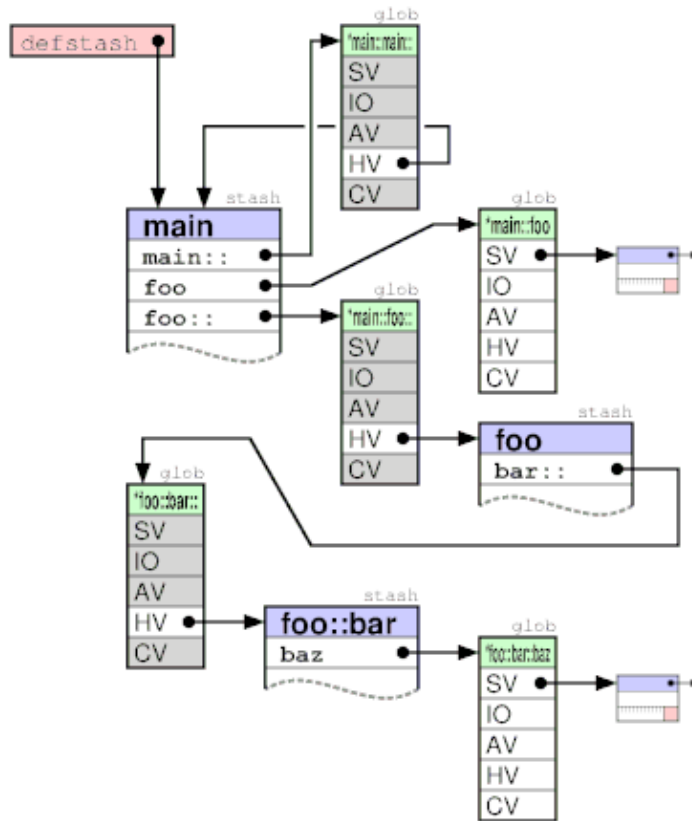 glob
defstash
*main::main::
SV
IO
AV
HV
CV
stash
main
main::
foo
foo::
glob
*main::foo
SV
IO
AV
HV
CV
glob
*main::foo::
SV
IO
AV
HV
CV
stash
foo
bar::
glob
*foo::bar::
SV
IO
AV
HV
CV
stash
foo::bar
baz
glob
*foo::bar::baz
SV
IO
AV
HV
CV